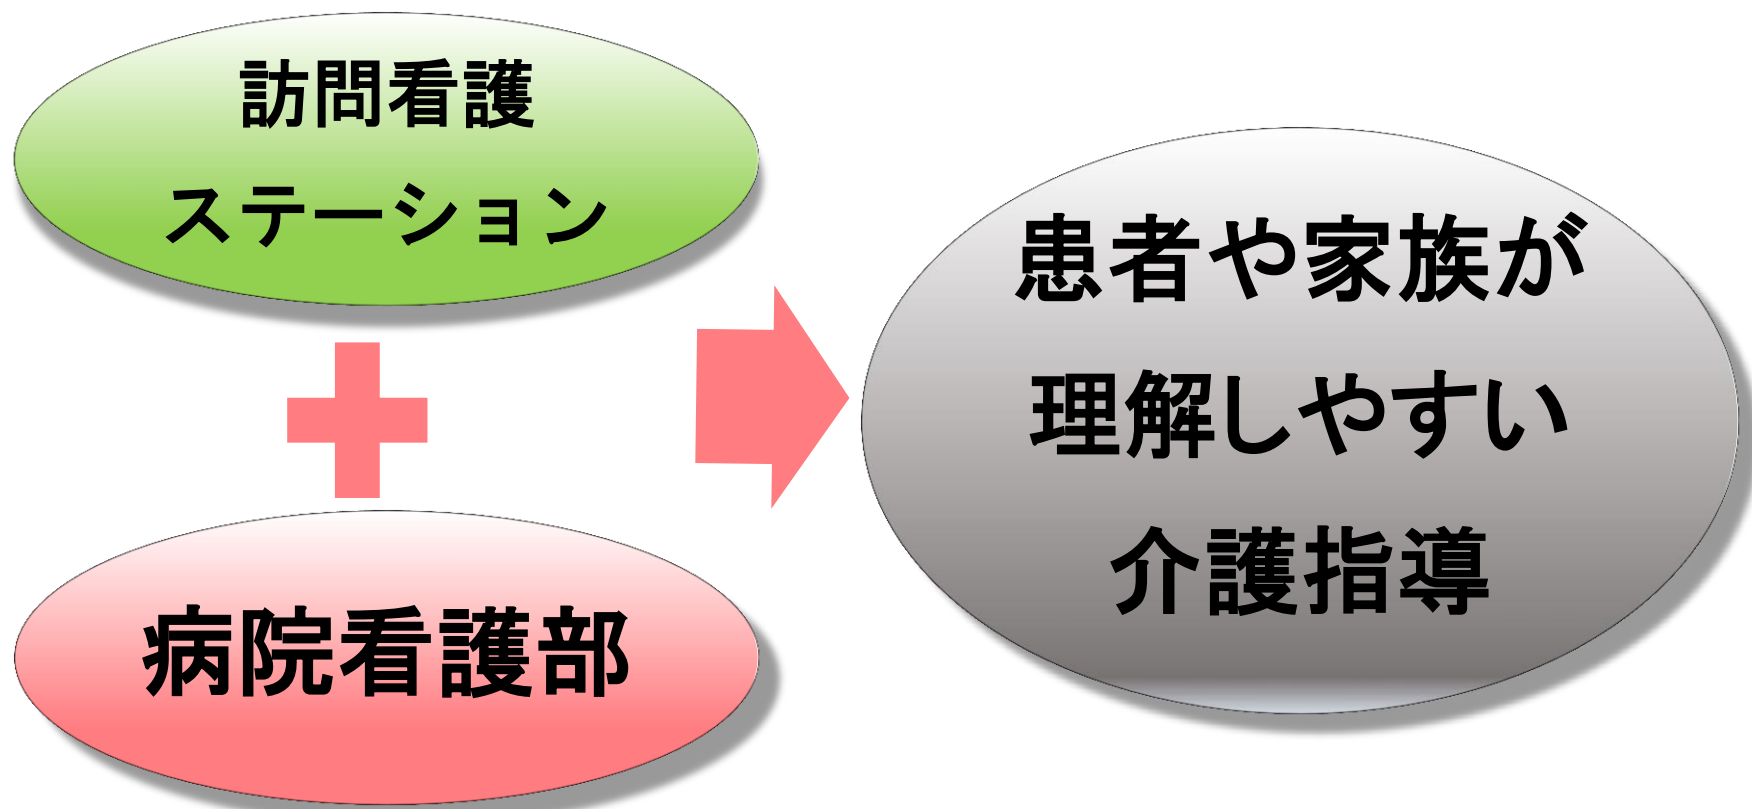 訪問看護
ステーション
病院看護部
患者や家族が
理解しやすい
介護指導